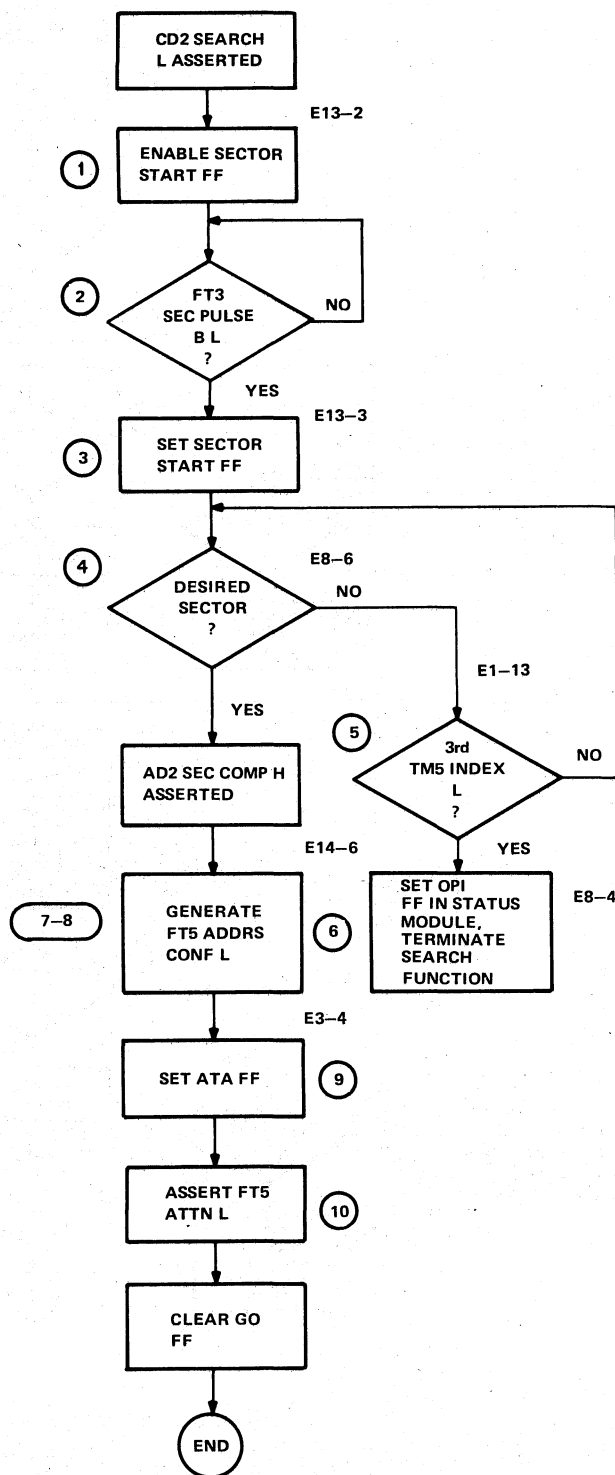 CD2 SEARCH
L ASSERTED
E13-2
1
ENABLE SECTOR
START FF
2
FT3
SEC PULSE
B L
?
NO
YES
E13-3
3
SET SECTOR
START FF
4
E8-6
DESIRED
SECTOR
?
NO
E1-13
YES
5
3rd
TM5 INDEX
L
?
NO
AD2 SEC COMP H
ASSERTED
YES
E14-6
E8-4
7-8
GENERATE
FT5 ADDRS
CONF L
6
SET OPI
FF IN STATUS
MODULE,
TERMINATE
SEARCH
FUNCTION
E3-4
SET ATA FF
9
ASSERT FT5
ATTN L
10
CLEAR GO
FF
END